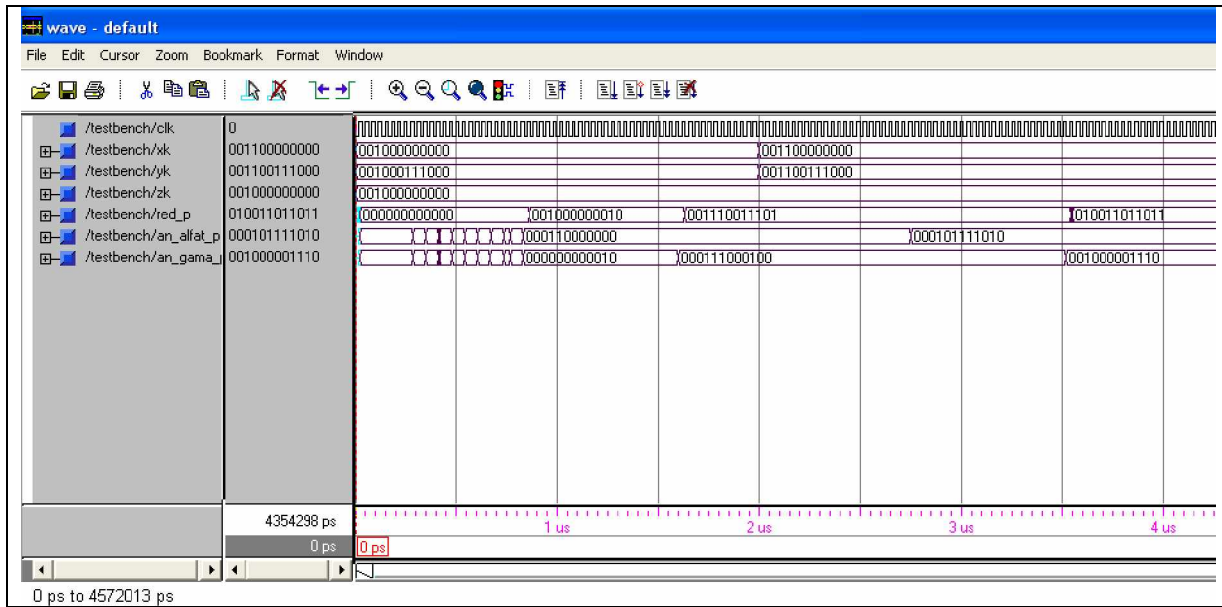 wave - default
File Edit Cursor Zoom Bookmark Format Window
/testbench/clk 0
/testbench/xk 001100000000 001000000000 001100000000
/testbench/yk 001100111000 001000111000 001100111000
/testbench/zk 001000000000 001000000000
/testbench/red_p 010011011011 000000000000 001000000010 001110011101 010011011011
/testbench/an_alfat_p 000101111010 000110000000 000101111010
/testbench/an_gama_ 001000001110 000000000010 000111000100 001000001110
4354298 ps 1 us 2 us 3 us 4 us
0 ps 0 ps
0 ps to 4572013 ps